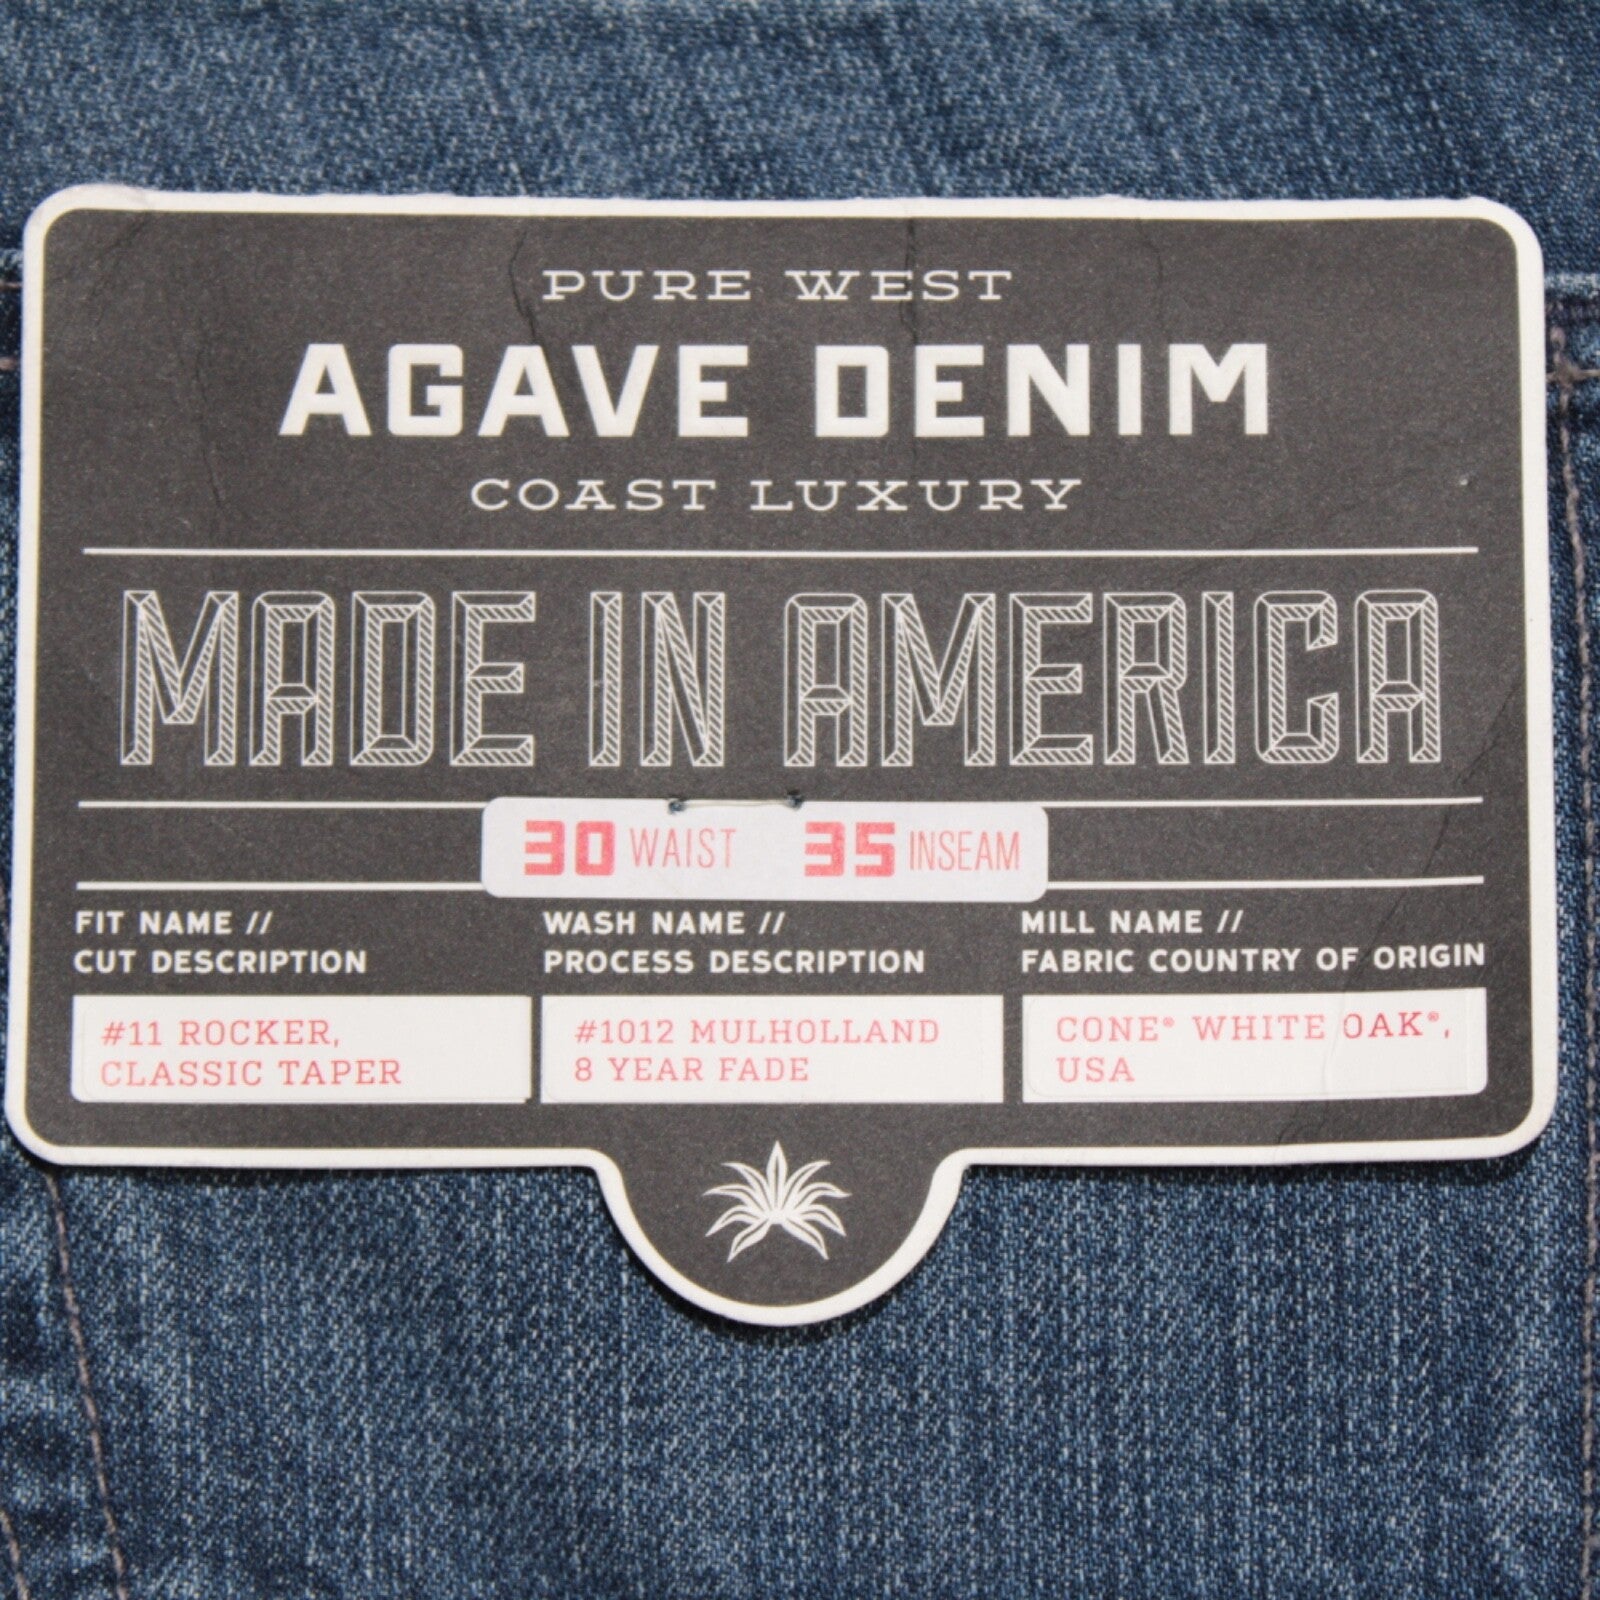 PURE WEST
AGAVE DENIM
COAST LUXURY
MADE IN AMERICA
30 WAIST 35 INSEAM
FIT NAME //
CUT DESCRIPTION
#11 ROCKER,
CLASSIC TAPER
WASH NAME //
PROCESS DESCRIPTION
#1012 MULHOLLAND
8 YEAR FADE
MILL NAME //
FABRIC COUNTRY OF ORIGIN
CONE® WHITE OAK®,
USA